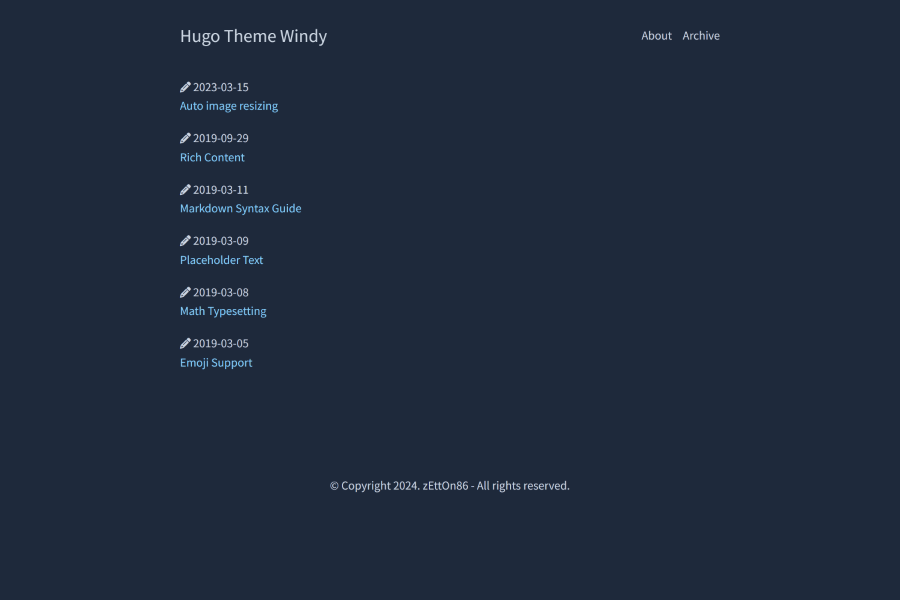 Hugo Theme Windy
About Archive
2023-03-15
Auto image resizing
2019-09-29
Rich Content
2019-03-11
Markdown Syntax Guide
2019-03-09
Placeholder Text
2019-03-08
Math Typesetting
2019-03-05
Emoji Support
© Copyright 2024. zEttOn86 - All rights reserved.